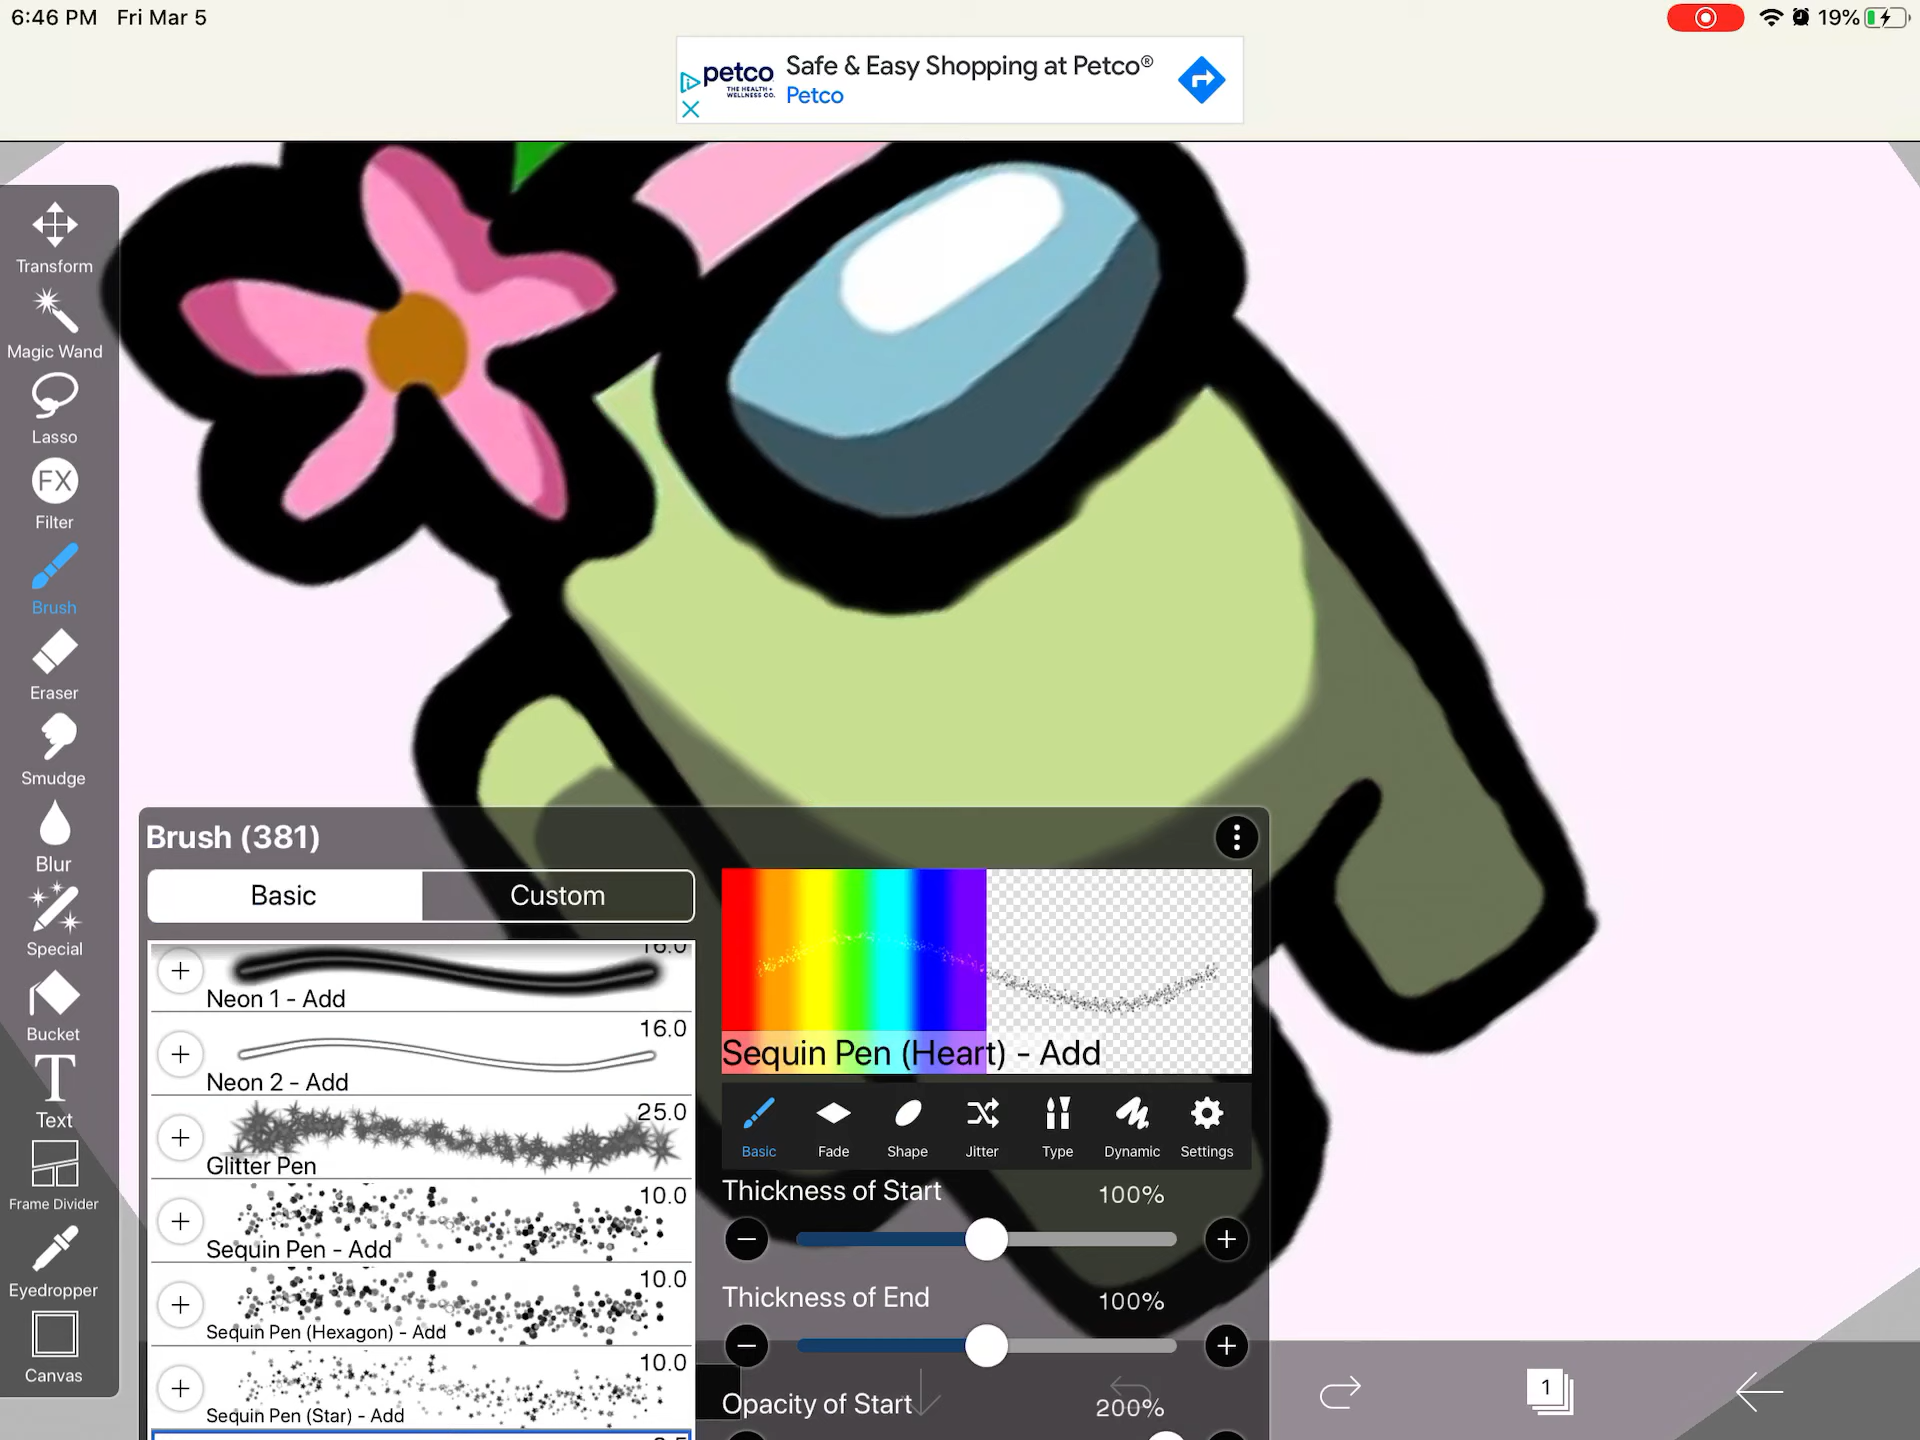 6:46 PM Fri Mar 5
19%
petco
THE HEALTH +
WELLNESS CO.
Safe & Easy Shopping at Petco®
Petco
Transform
Magic Wand
Lasso
FX
Filter
Brush
Eraser
Smudge
Blur
Special
Bucket
T
Text
Frame Divider
Eyedropper
Canvas
Brush (381)
Basic
Custom
16.0
Neon 1 - Add
16.0
Neon 2 - Add
25.0
Glitter Pen
10.0
Sequin Pen - Add
10.0
Sequin Pen (Hexagon) - Add
10.0
Sequin Pen (Star) - Add
Sequin Pen (Heart) - Add
Basic
Fade
Shape
Jitter
Type
Dynamic
Settings
Thickness of Start
100%
Thickness of End
100%
Opacity of Start
200%
1